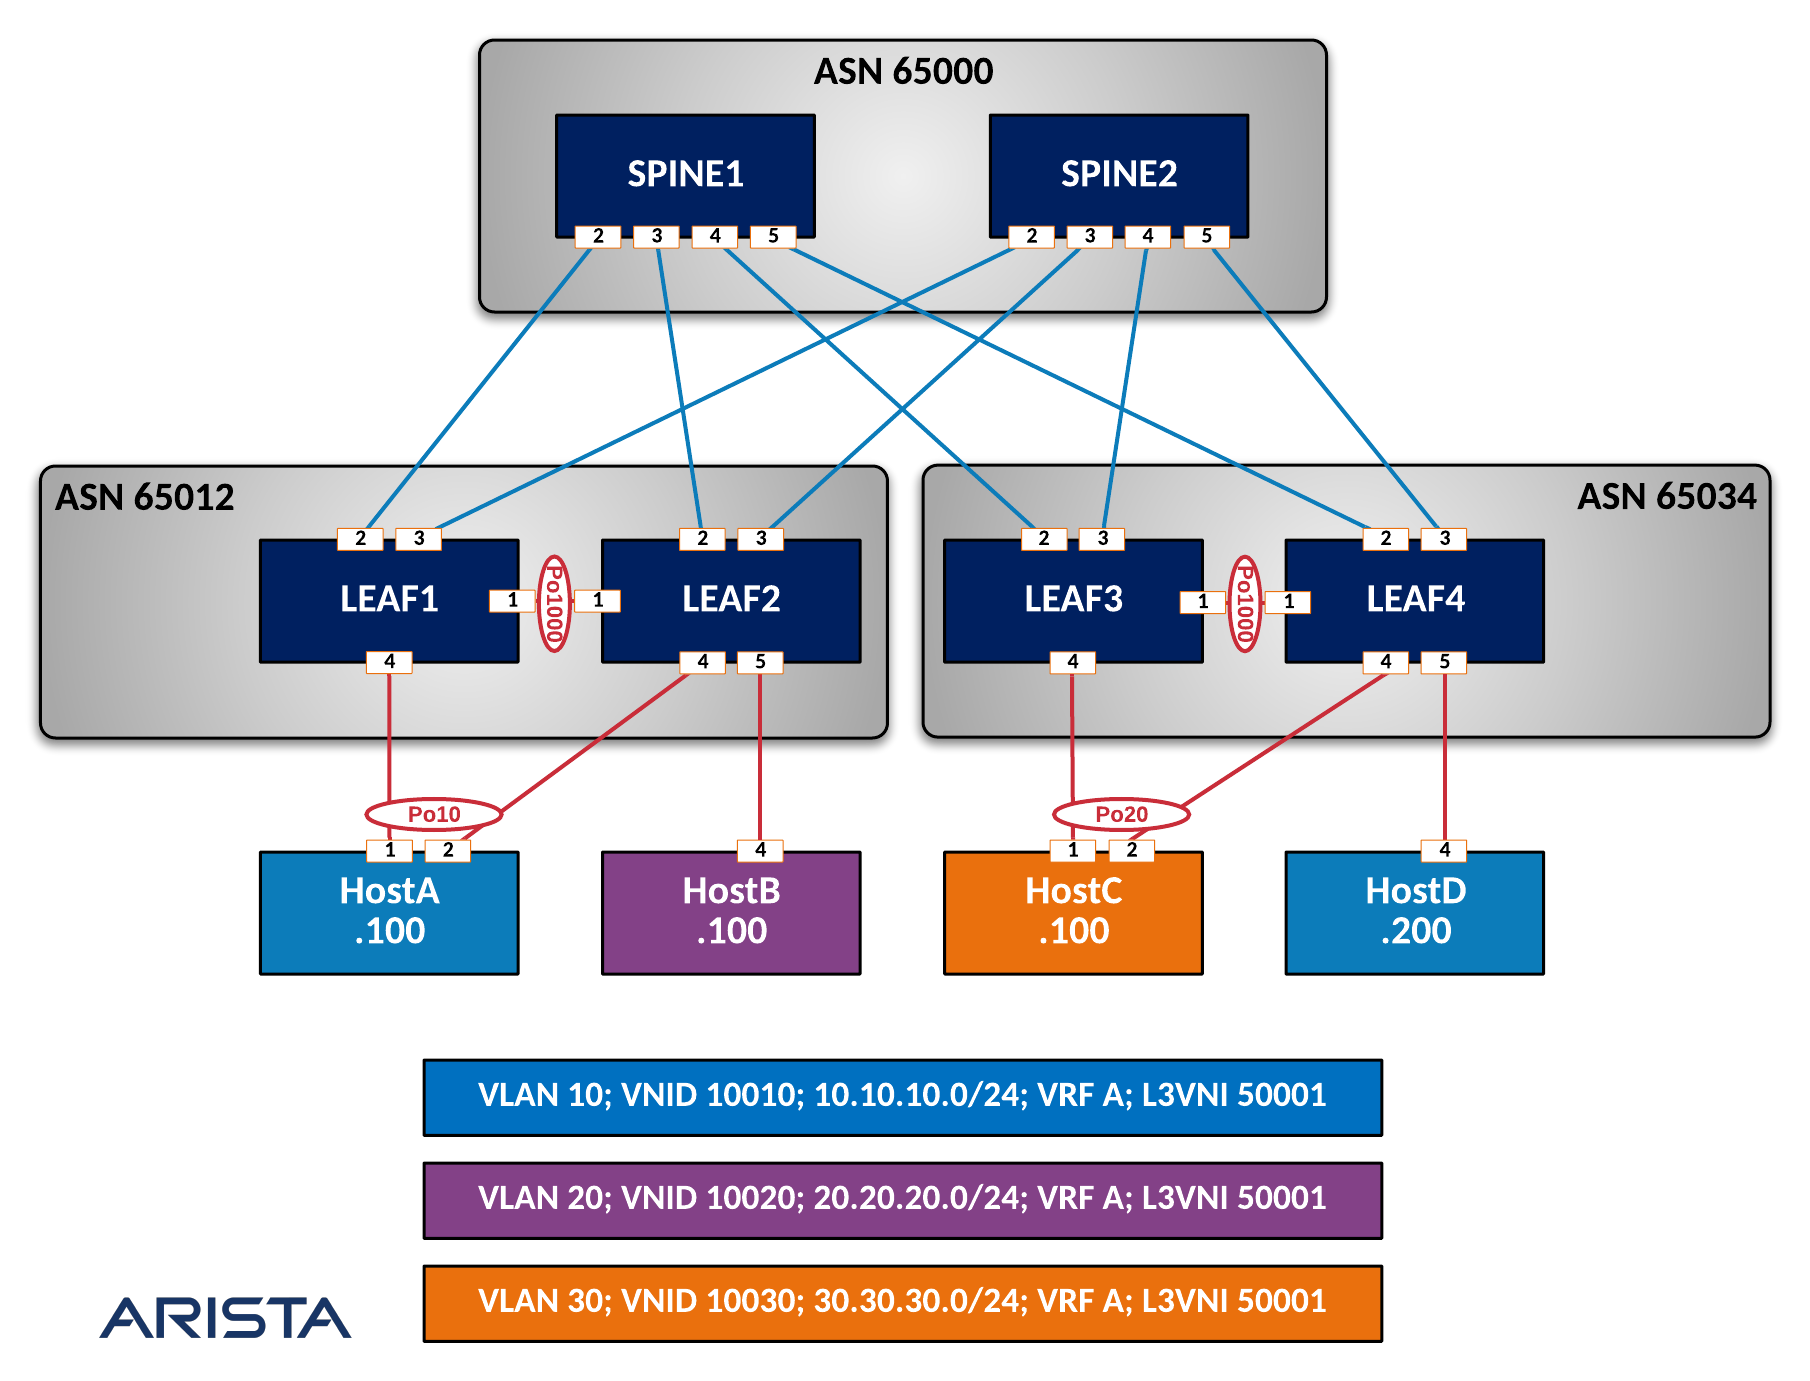 ASN 65000
SPINE1
SPINE2
2 3 4 5
2 3 4 5
ASN 65012
ASN 65034
2 3
2 3
2 3
2 3
LEAF1
1
Po1000
1
LEAF2
LEAF3
1
Po1000
1
LEAF4
4
4 5
4
4 5
Po10
Po20
1 2
4
1 2
4
HostA
.100
HostB
.100
HostC
.100
HostD
.200
VLAN 10; VNID 10010; 10.10.10.0/24; VRF A; L3VNI 50001
VLAN 20; VNID 10020; 20.20.20.0/24; VRF A; L3VNI 50001
VLAN 30; VNID 10030; 30.30.30.0/24; VRF A; L3VNI 50001
ARISTA